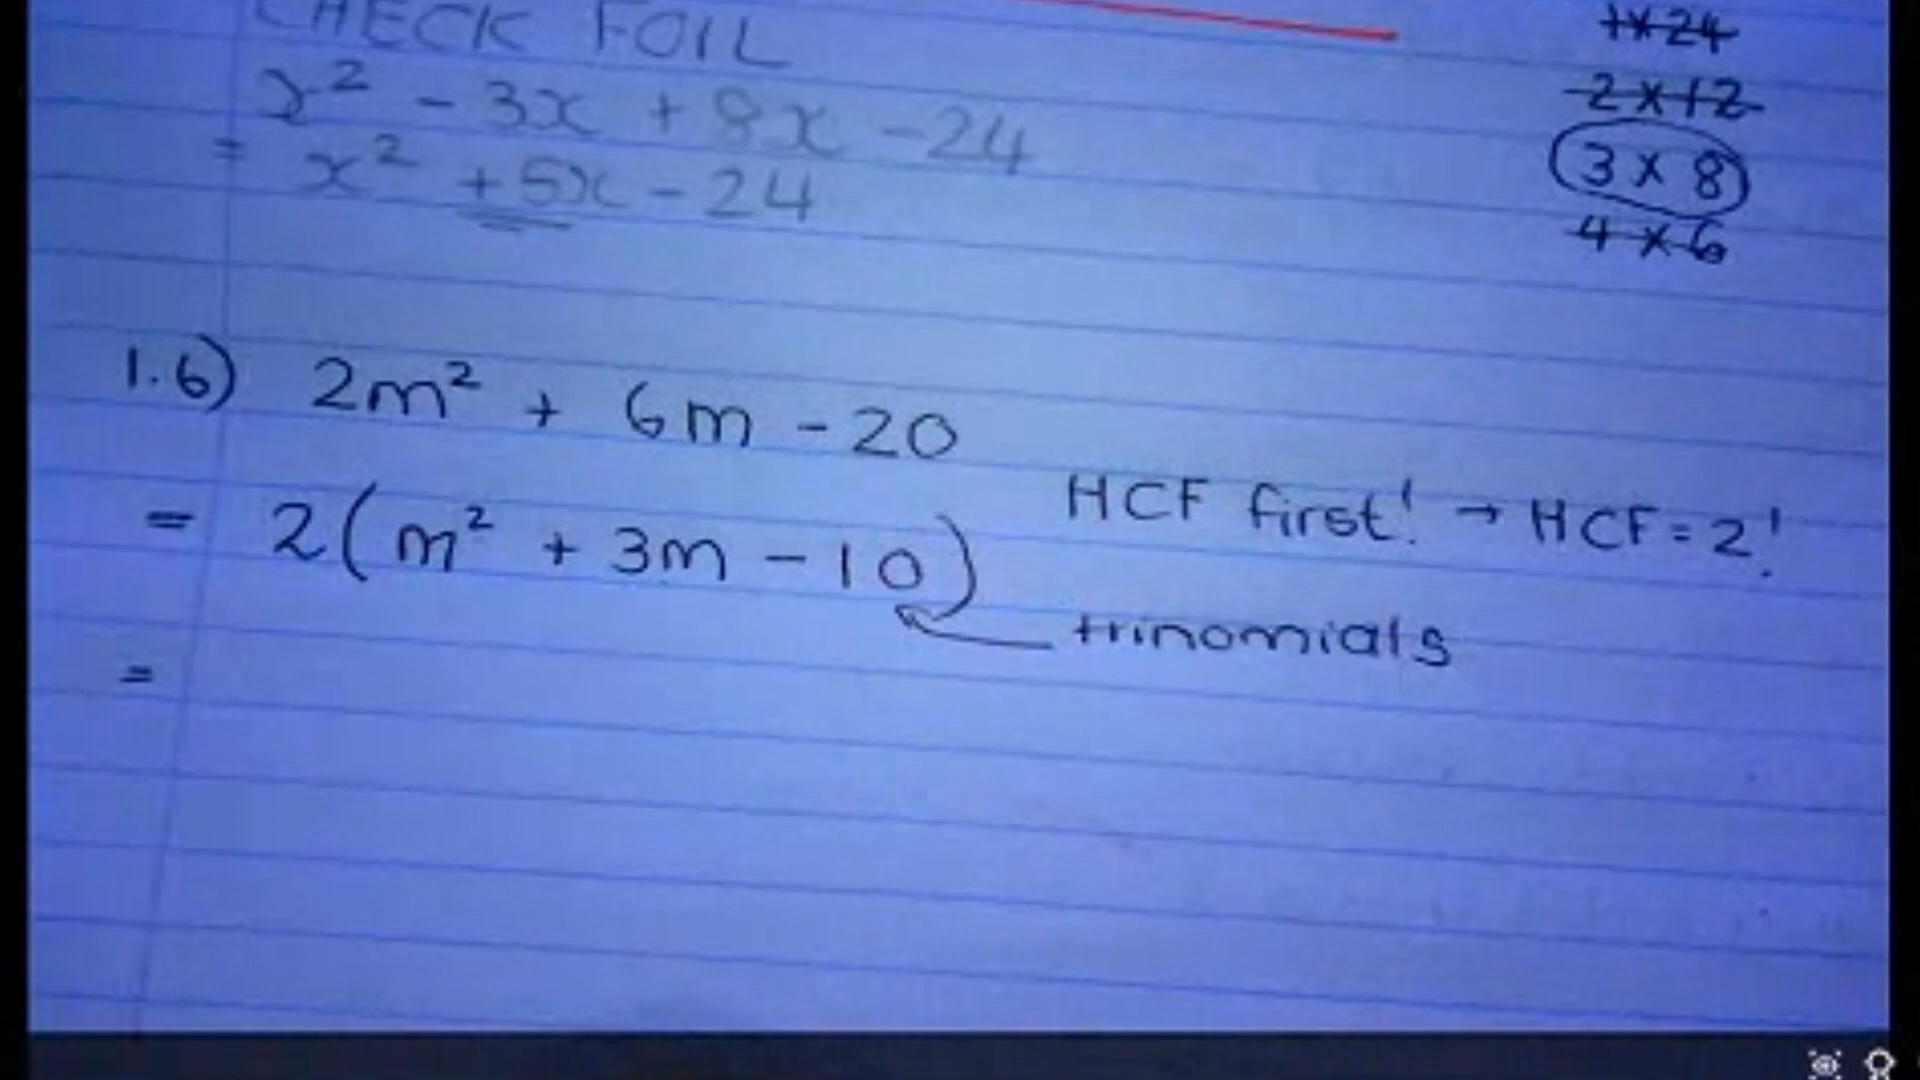 CHECK FOIL
x² - 3x + 8x - 24
= x² + 5x - 24
1×24
2×12
3 × 8
4 × 6
1.6) 2m² + 6m - 20
HCF first! → HCF = 2!
= 2(m² + 3m - 10)
trinomials
=